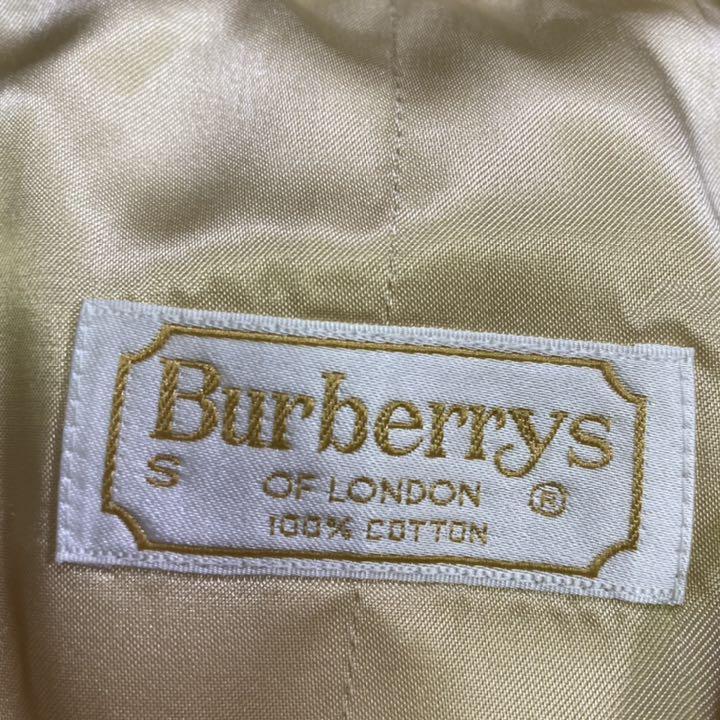 Burberrys
S OF LONDON ®
100% COTTON